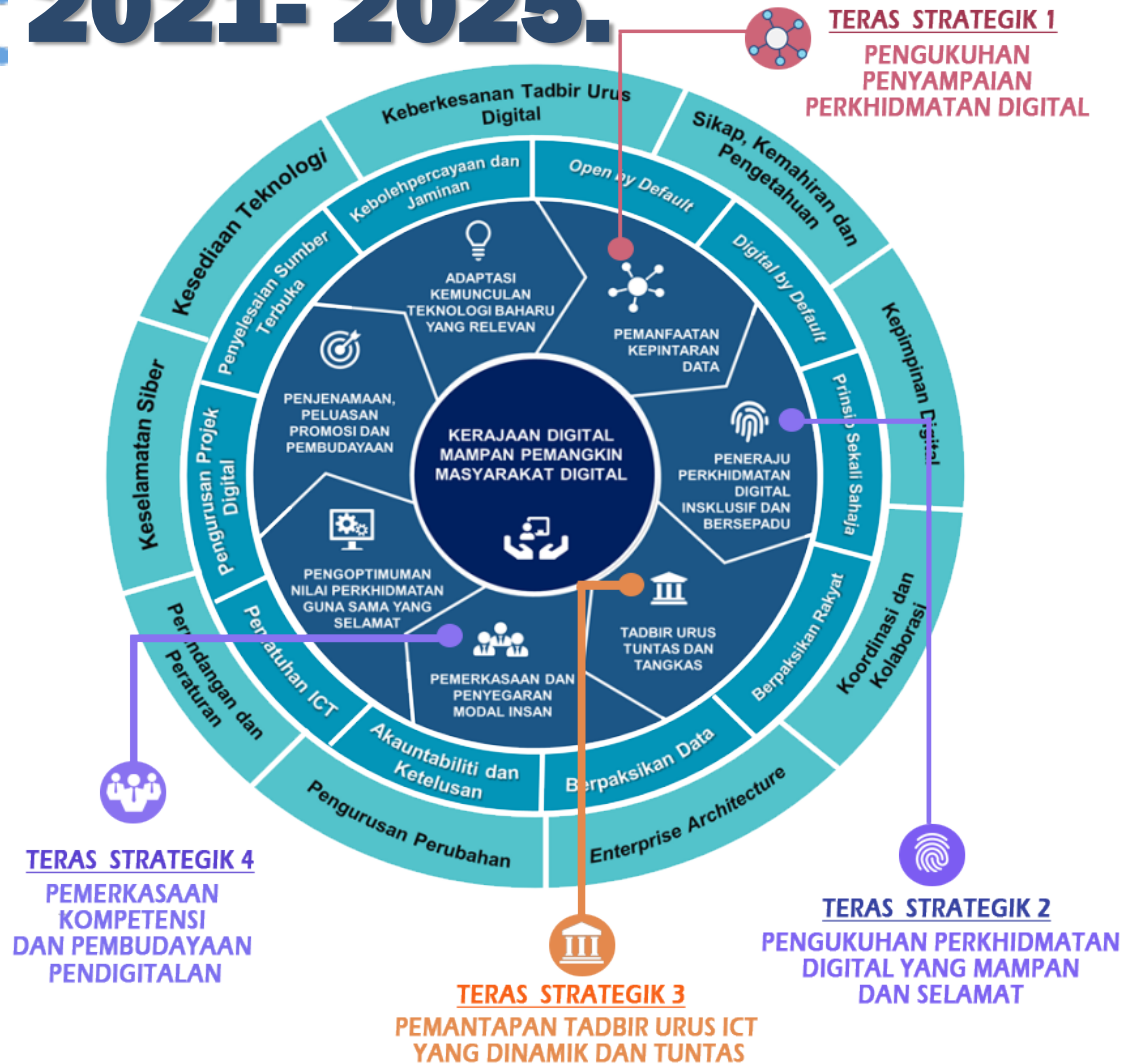 2021- 2025.
TERAS STRATEGIK 1
PENGUKUHAN
PENYAMPAIAN
PERKHIDMATAN DIGITAL
Keberkesanan Tadbir Urus
Digital
Sikap, Kemahiran dan
Pengetahuan
Kepimpinan Digital
Koordinasi dan
Kolaborasi
Enterprise Architecture
Pengurusan Perubahan
Perundangan dan
Peraturan
Keselamatan Siber
Kesediaan Teknologi
Kebolehpercayaan dan
Jaminan
Open by Default
Digital by Default
Prinsip Sekali Sahaja
Berpaksikan Rakyat
Berpaksikan Data
Akauntabiliti dan
Ketelusan
Pematuhan ICT
Pengurusan Projek
Digital
Penyelesaian Sumber
Terbuka
ADAPTASI
KEMUNCULAN
TEKNOLOGI BAHARU
YANG RELEVAN
PEMANFAATAN
KEPINTARAN
DATA
PENERAJU
PERKHIDMATAN
DIGITAL
INSKLUSIF DAN
BERSEPADU
TADBIR URUS
TUNTAS DAN
TANGKAS
PEMERKASAAN DAN
PENYEGARAN
MODAL INSAN
PENGOPTIMUMAN
NILAI PERKHIDMATAN
GUNA SAMA YANG
SELAMAT
PENJENAMAAN,
PELUASAN
PROMOSI DAN
PEMBUDAYAAN
KERAJAAN DIGITAL
MAMPAN PEMANGKIN
MASYARAKAT DIGITAL
TERAS STRATEGIK 4
PEMERKASAAN
KOMPETENSI
DAN PEMBUDAYAAN
PENDIGITALAN
TERAS STRATEGIK 2
PENGUKUHAN PERKHIDMATAN
DIGITAL YANG MAMPAN
DAN SELAMAT
TERAS STRATEGIK 3
PEMANTAPAN TADBIR URUS ICT
YANG DINAMIK DAN TUNTAS